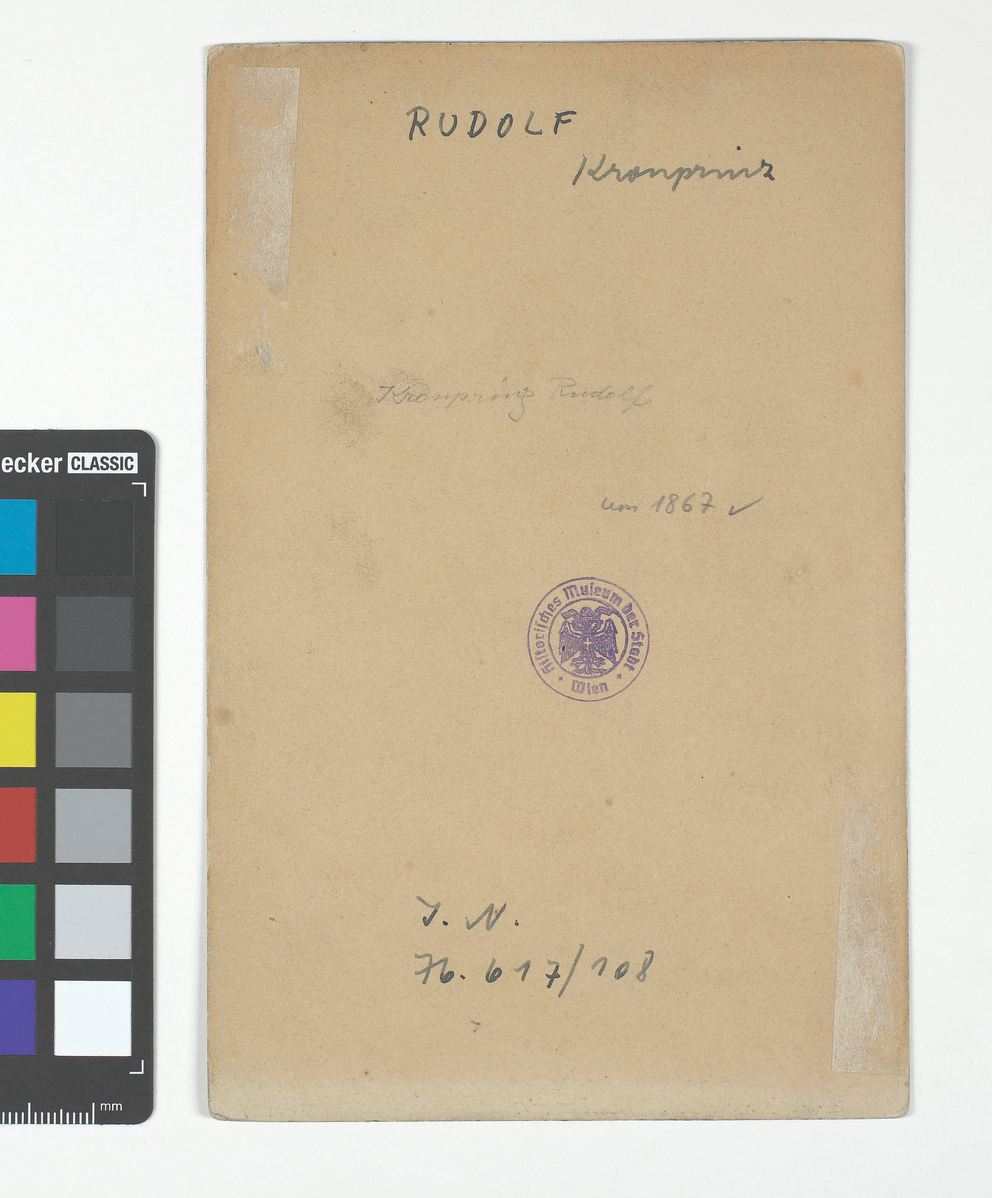 RUDOLF
Kronprinz
Kronprinz Rudolf
um 1867 ✓
Historisches Museum der Stadt
Wien
I. N.
76.617/108
ecker CLASSIC
mm